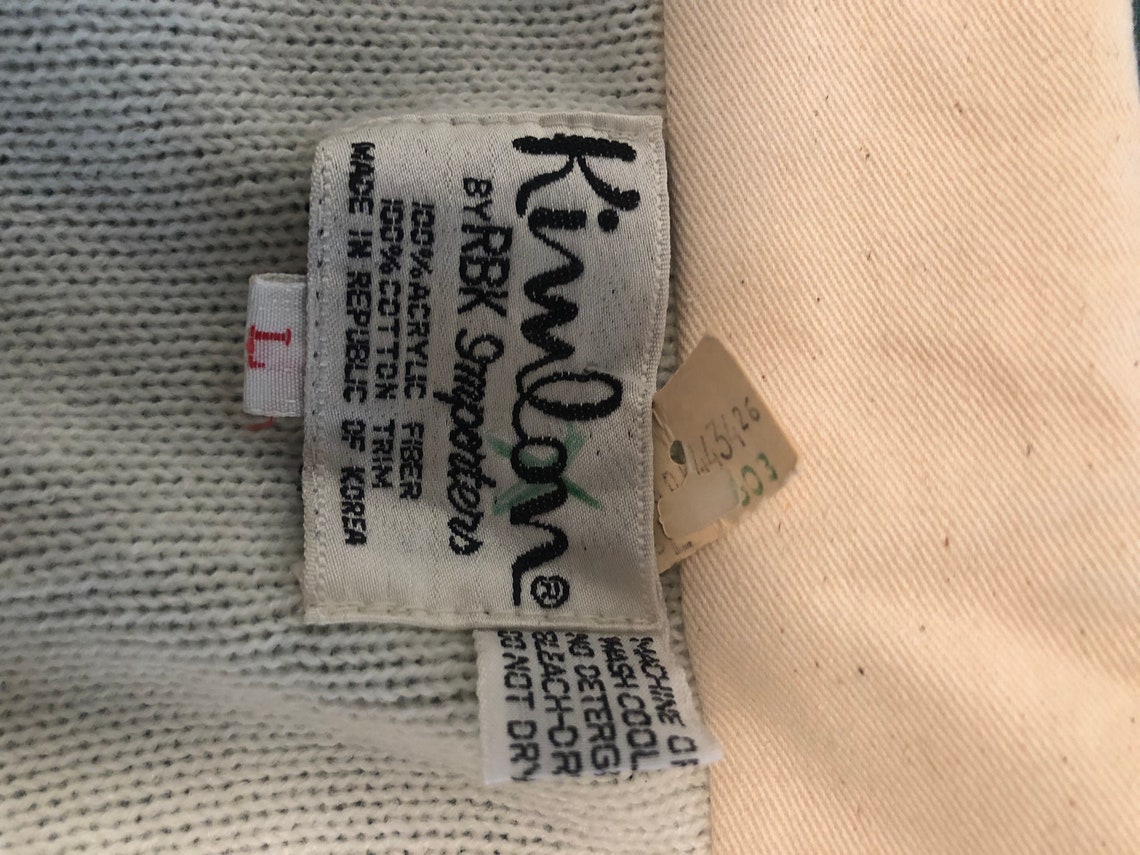 Kimlon®
BY RBK Importers
100% ACRYLIC FIBER
100% COTTON TRIM
MADE IN REPUBLIC OF KOREA
L
MACHINE
WASH COOL
NO DETERG
BLEACH-DR
DO NOT DRY